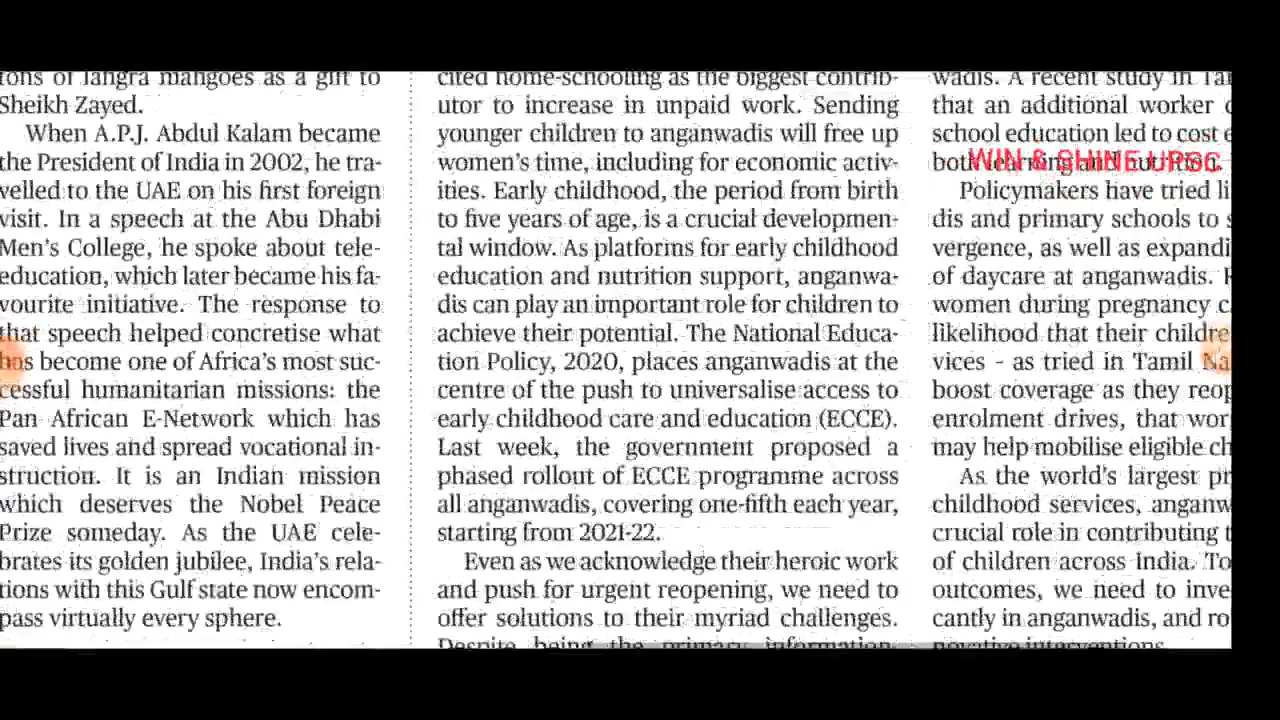 tons of langra mangoes as a gift to
Sheikh Zayed.
When A.P.J. Abdul Kalam became
the President of India in 2002, he tra-
velled to the UAE on his first foreign
visit. In a speech at the Abu Dhabi
Men's College, he spoke about tele-
education, which later became his fa-
vourite initiative. The response to
that speech helped concretise what
has become one of Africa's most suc-
cessful humanitarian missions: the
Pan African E-Network which has
saved lives and spread vocational in-
struction. It is an Indian mission
which deserves the Nobel Peace
Prize someday. As the UAE cele-
brates its golden jubilee, India's rela-
tions with this Gulf state now encom-
pass virtually every sphere.
cited home-schooling as the biggest contrib-
utor to increase in unpaid work. Sending
younger children to anganwadis will free up
women's time, including for economic activ-
ities. Early childhood, the period from birth
to five years of age, is a crucial developmen-
tal window. As platforms for early childhood
education and nutrition support, anganwa-
dis can play an important role for children to
achieve their potential. The National Educa-
tion Policy, 2020, places anganwadis at the
centre of the push to universalise access to
early childhood care and education (ECCE).
Last week, the government proposed a
phased rollout of ECCE programme across
all anganwadis, covering one-fifth each year,
starting from 2021-22.
Even as we acknowledge their heroic work
and push for urgent reopening, we need to
offer solutions to their myriad challenges.
Despite being the primary information
wadis. A recent study in
that an additional worker
school education led to cost
both learning and
WIN & SHINE UPSC
Policymakers have tried
dis and primary schools to
vergence, as well as
of daycare at anganwadis.
women during pregnancy
likelihood that their
vices - as tried in Tamil
boost coverage as they
enrolment drives, that
may help mobilise eligible
As the world's largest
childhood services,
crucial role in contributing
of children across India. To
outcomes, we need to
cantly in anganwadis, and